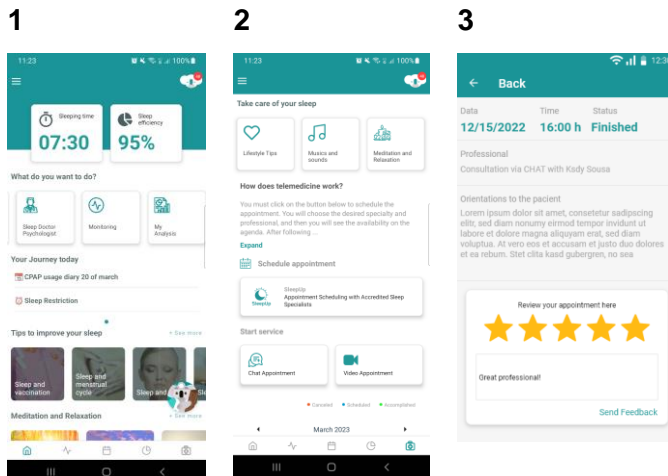 1
2
3
11:23
100%
Sleeping time
07:30
Sleep
efficiency
95%
What do you want to do?
Sleep Doctor
Psychologist
Monitoring
My
Analysis
Your Journey today
CPAP usage diary 20 of march
Sleep Restriction
Tips to improve your sleep
+ See more
Sleep and
vaccination
Sleep and
menstrual
cycle
Sleep and
Meditation and Relaxation
+ See more
11:23
100%
Take care of your sleep
Lifestyle Tips
Musics and
sounds
Meditation and
Relaxation
How does telemedicine work?
You must click on the button below to schedule the
appointment. You will choose the desired specialty and
professional, and then you will see the availability on the
agenda. After following ...
Expand
Schedule appointment
SleepUp
SleepUp
Appointment Scheduling with Accredited Sleep
Specialists
Start service
Chat Appointment
Video Appointment
Canceled
Scheduled
Accomplished
March 2023
12:30
Back
Data Time Status
12/15/2022 16:00 h Finished
Professional
Consultation via CHAT with Ksdy Sousa
Orientations to the pacient
Lorem ipsum dolor sit amet, consetetur sadipscing
elitr, sed diam nonumy eirmod tempor invidunt ut
labore et dolore magna aliquyam erat, sed diam
voluptua. At vero eos et accusam et justo duo dolores
et ea rebum. Stet clita kasd gubergren, no sea
Review your appointment here
Great professional!
Send Feedback